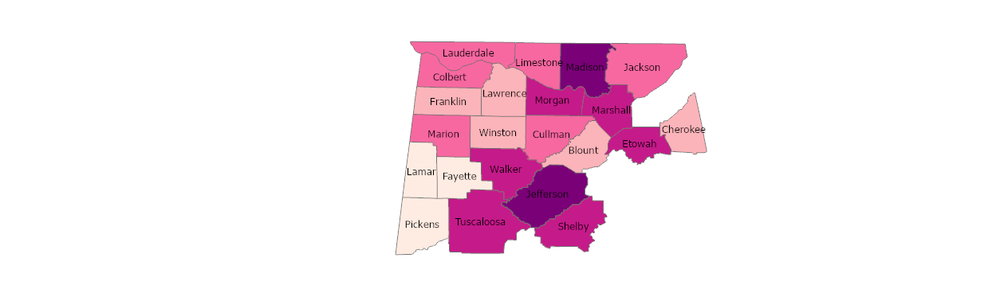 Lauderdale
Limestone
Madison
Jackson
Colbert
Lawrence
Franklin
Morgan
Marshall
Cherokee
Marion
Winston
Cullman
Etowah
Blount
Lamar
Fayette
Walker
Jefferson
Pickens
Tuscaloosa
Shelby